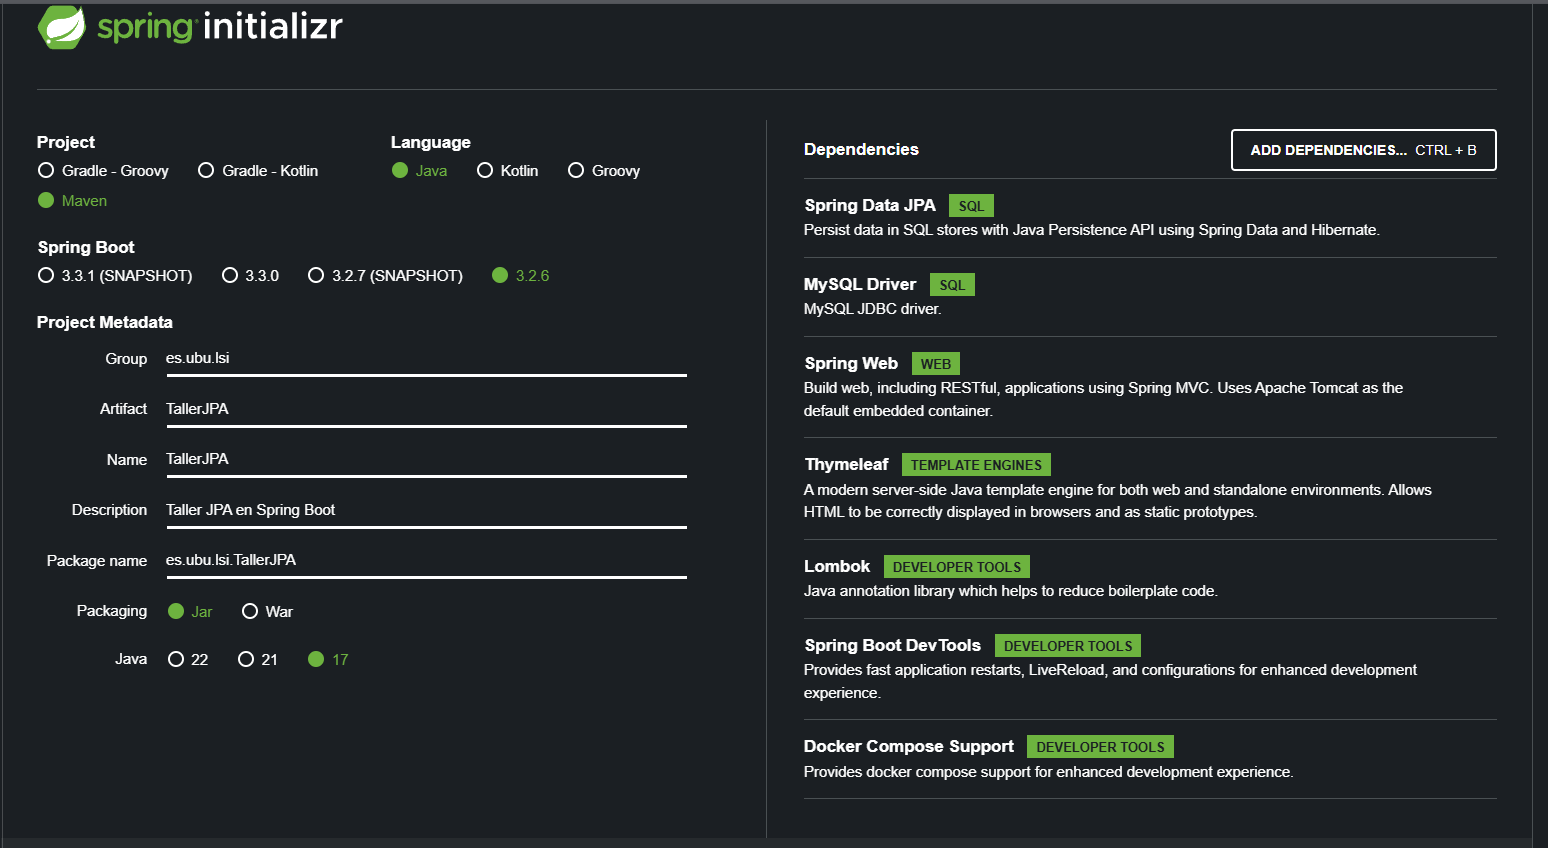 spring initializr
Project
Gradle - Groovy Gradle - Kotlin
Maven
Language
Java Kotlin Groovy
Spring Boot
3.3.1 (SNAPSHOT) 3.3.0 3.2.7 (SNAPSHOT) 3.2.6
Project Metadata
Group es.ubu.lsi
Artifact TallerJPA
Name TallerJPA
Description Taller JPA en Spring Boot
Package name es.ubu.lsi.TallerJPA
Packaging Jar War
Java 22 21 17
Dependencies
ADD DEPENDENCIES... CTRL + B
Spring Data JPA SQL
Persist data in SQL stores with Java Persistence API using Spring Data and Hibernate.
MySQL Driver SQL
MySQL JDBC driver.
Spring Web WEB
Build web, including RESTful, applications using Spring MVC. Uses Apache Tomcat as the
default embedded container.
Thymeleaf TEMPLATE ENGINES
A modern server-side Java template engine for both web and standalone environments. Allows
HTML to be correctly displayed in browsers and as static prototypes.
Lombok DEVELOPER TOOLS
Java annotation library which helps to reduce boilerplate code.
Spring Boot DevTools DEVELOPER TOOLS
Provides fast application restarts, LiveReload, and configurations for enhanced development
experience.
Docker Compose Support DEVELOPER TOOLS
Provides docker compose support for enhanced development experience.